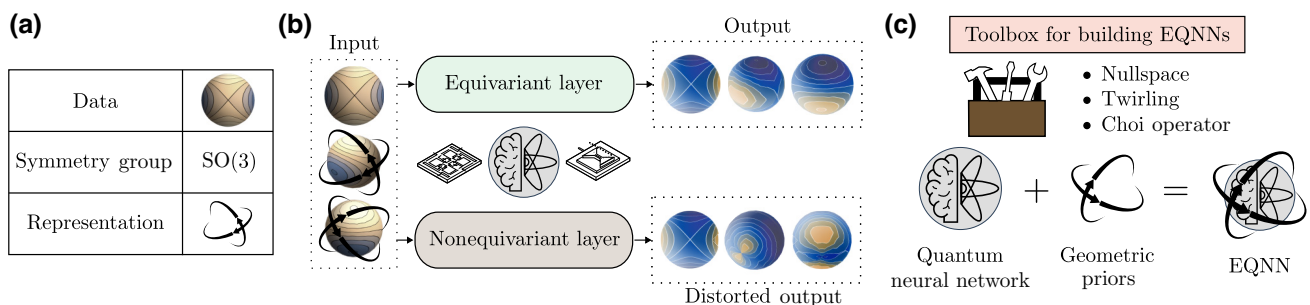 (a)
Data
Symmetry group SO(3)
Representation
(b)
Input
Output
Equivariant layer
Nonequivariant layer
Distorted output
(c)
Toolbox for building EQNNs
• Nullspace
• Twirling
• Choi operator
+ =
Quantum
neural network
Geometric
priors
EQNN